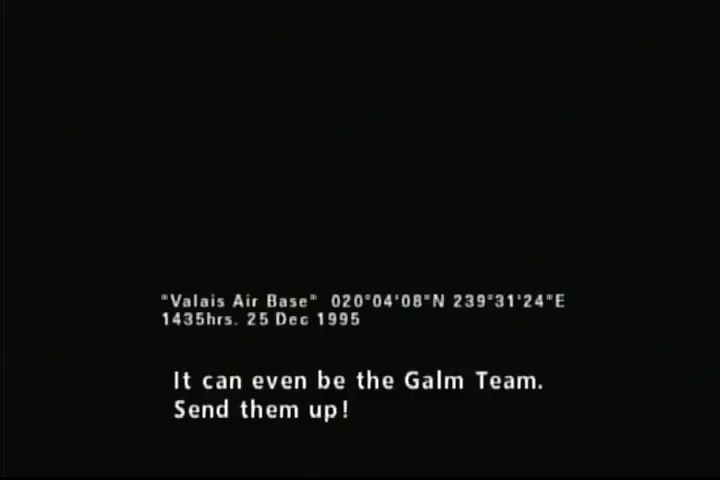 "Valais Air Base" 020°04'08"N 239°31'24"E
1435hrs. 25 Dec 1995
It can even be the Galm Team.
Send them up!